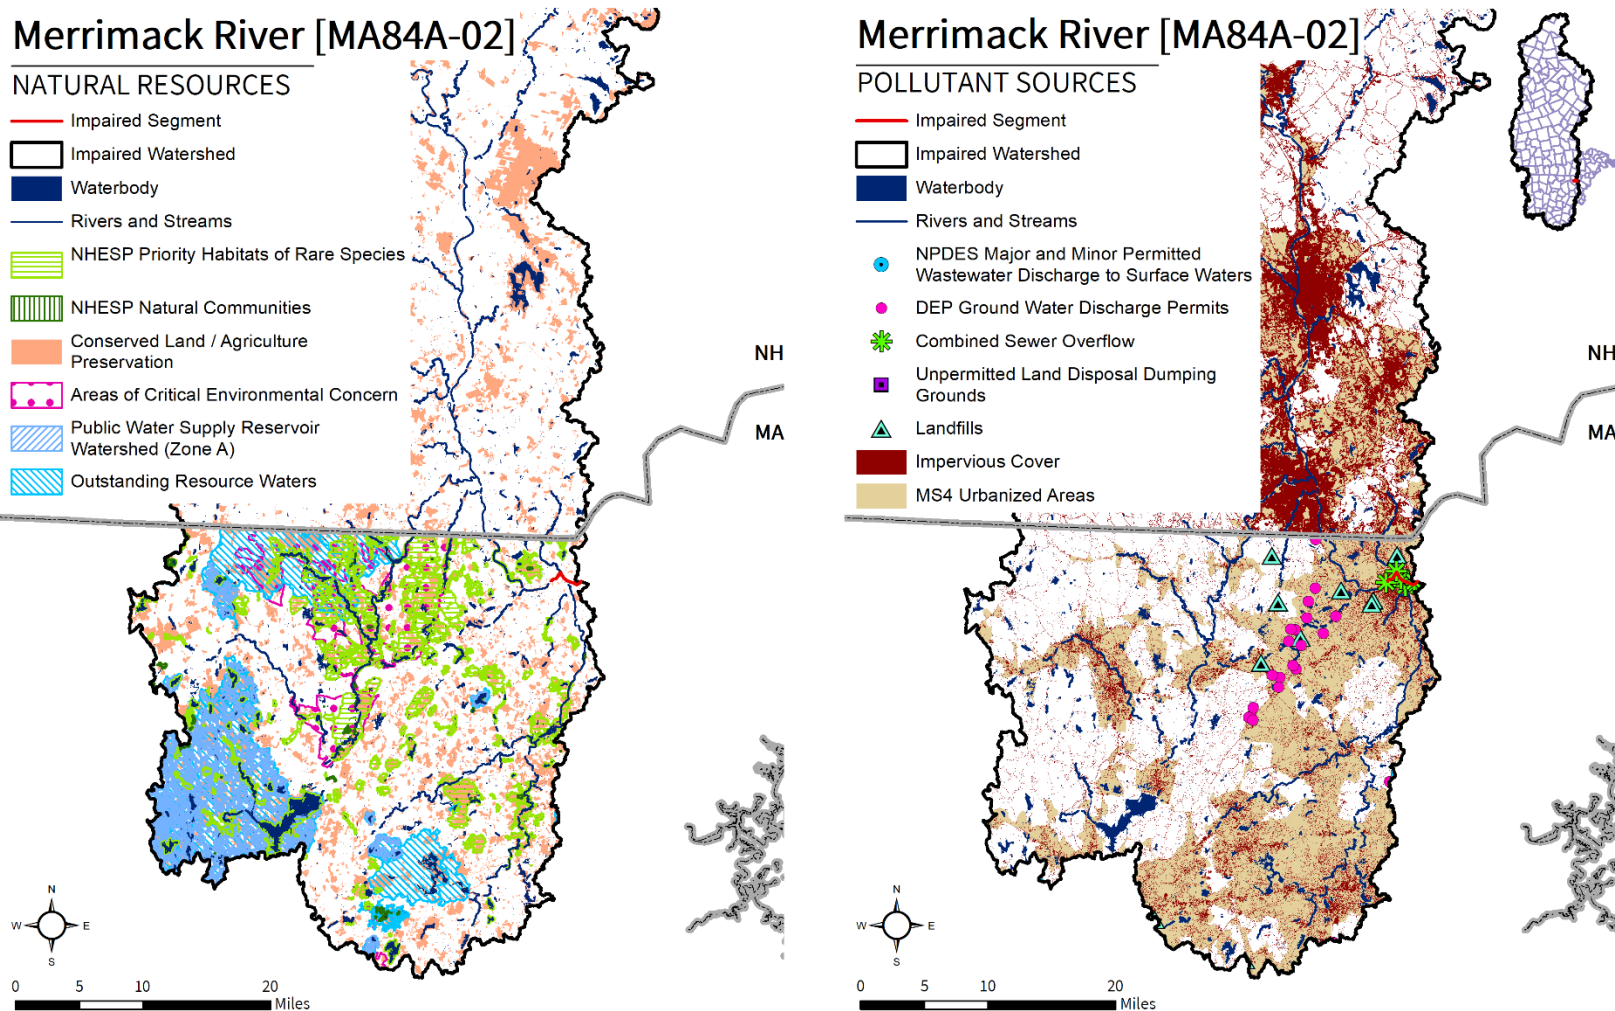 Merrimack River [MA84A-02]
NATURAL RESOURCES
Impaired Segment
Impaired Watershed
Waterbody
Rivers and Streams
NHESP Priority Habitats of Rare Species
NHESP Natural Communities
Conserved Land / Agriculture
Preservation
Areas of Critical Environmental Concern
Public Water Supply Reservoir
Watershed (Zone A)
Outstanding Resource Waters
NH
MA
N
W
E
S
0
5
10
20
Miles
Merrimack River [MA84A-02]
POLLUTANT SOURCES
Impaired Segment
Impaired Watershed
Waterbody
Rivers and Streams
NPDES Major and Minor Permitted
Wastewater Discharge to Surface Waters
DEP Ground Water Discharge Permits
Combined Sewer Overflow
Unpermitted Land Disposal Dumping
Grounds
Landfills
Impervious Cover
MS4 Urbanized Areas
NH
MA
N
W
E
S
0
5
10
20
Miles